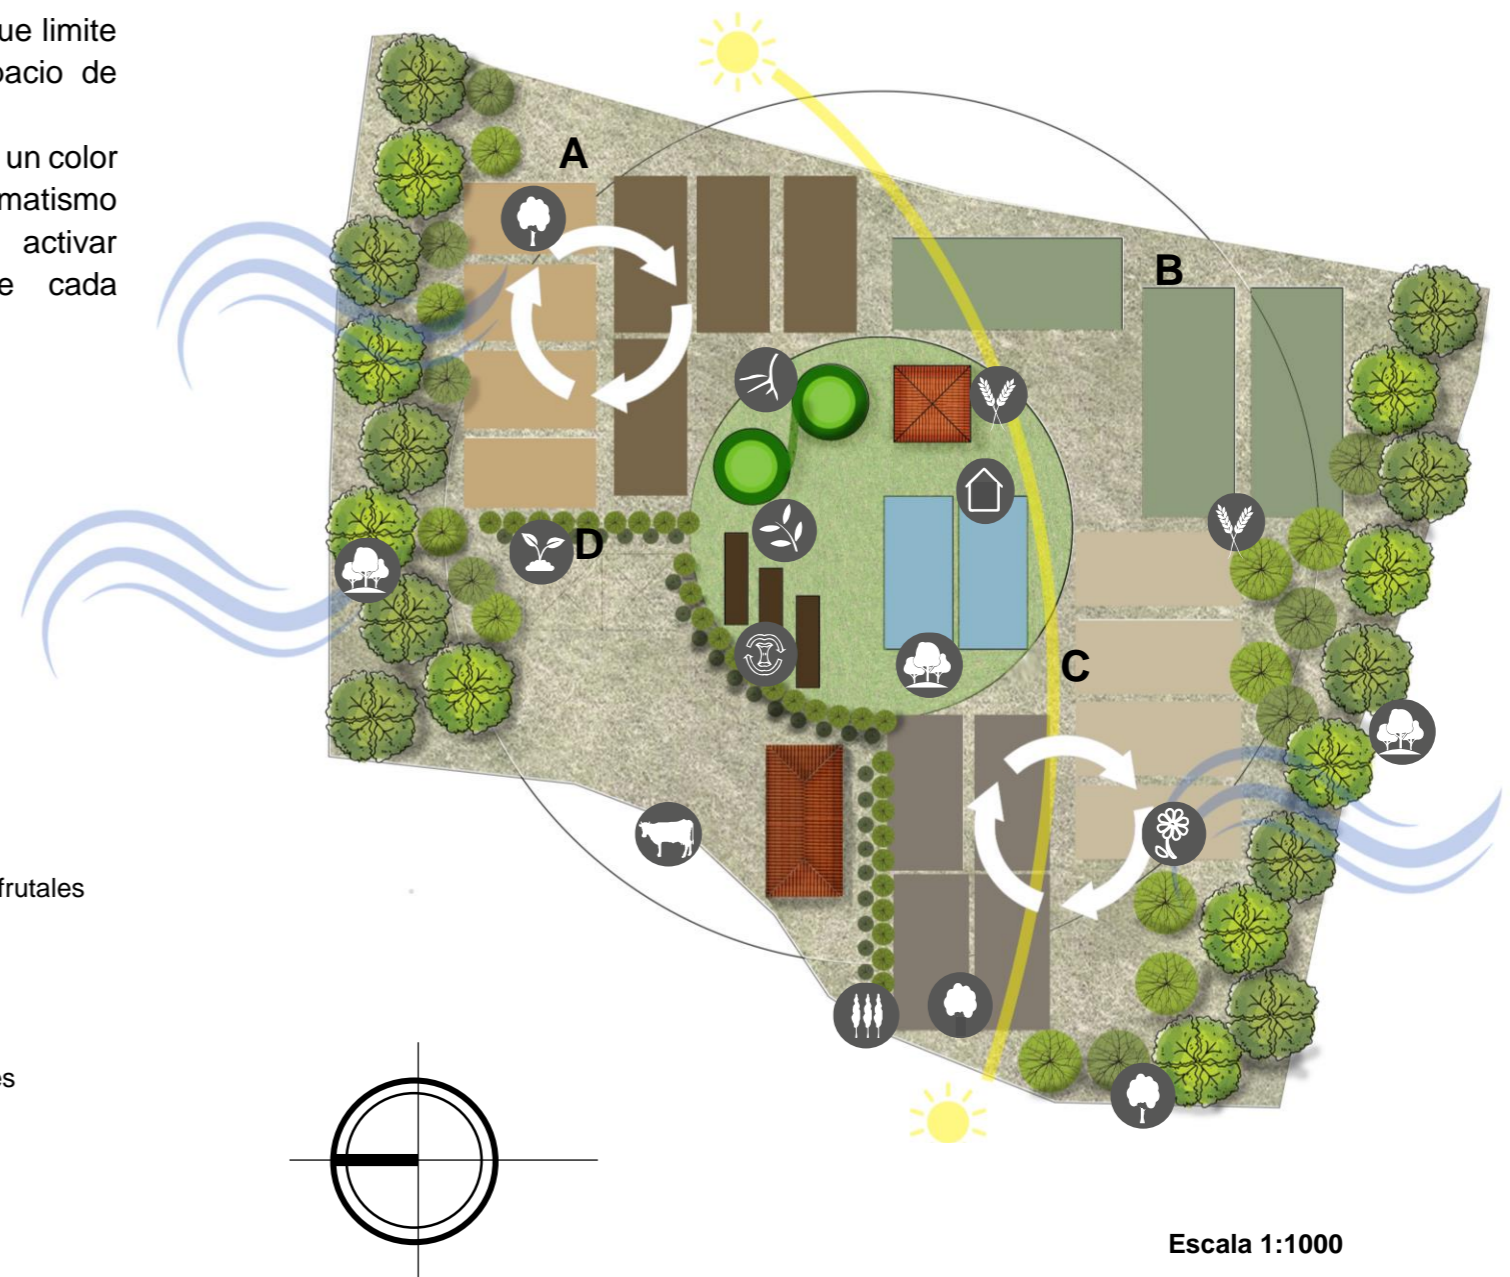 ue limite
pacio de
un color
matismo
activar
e cada
A
B
D
C
frutales
es
Escala 1:1000